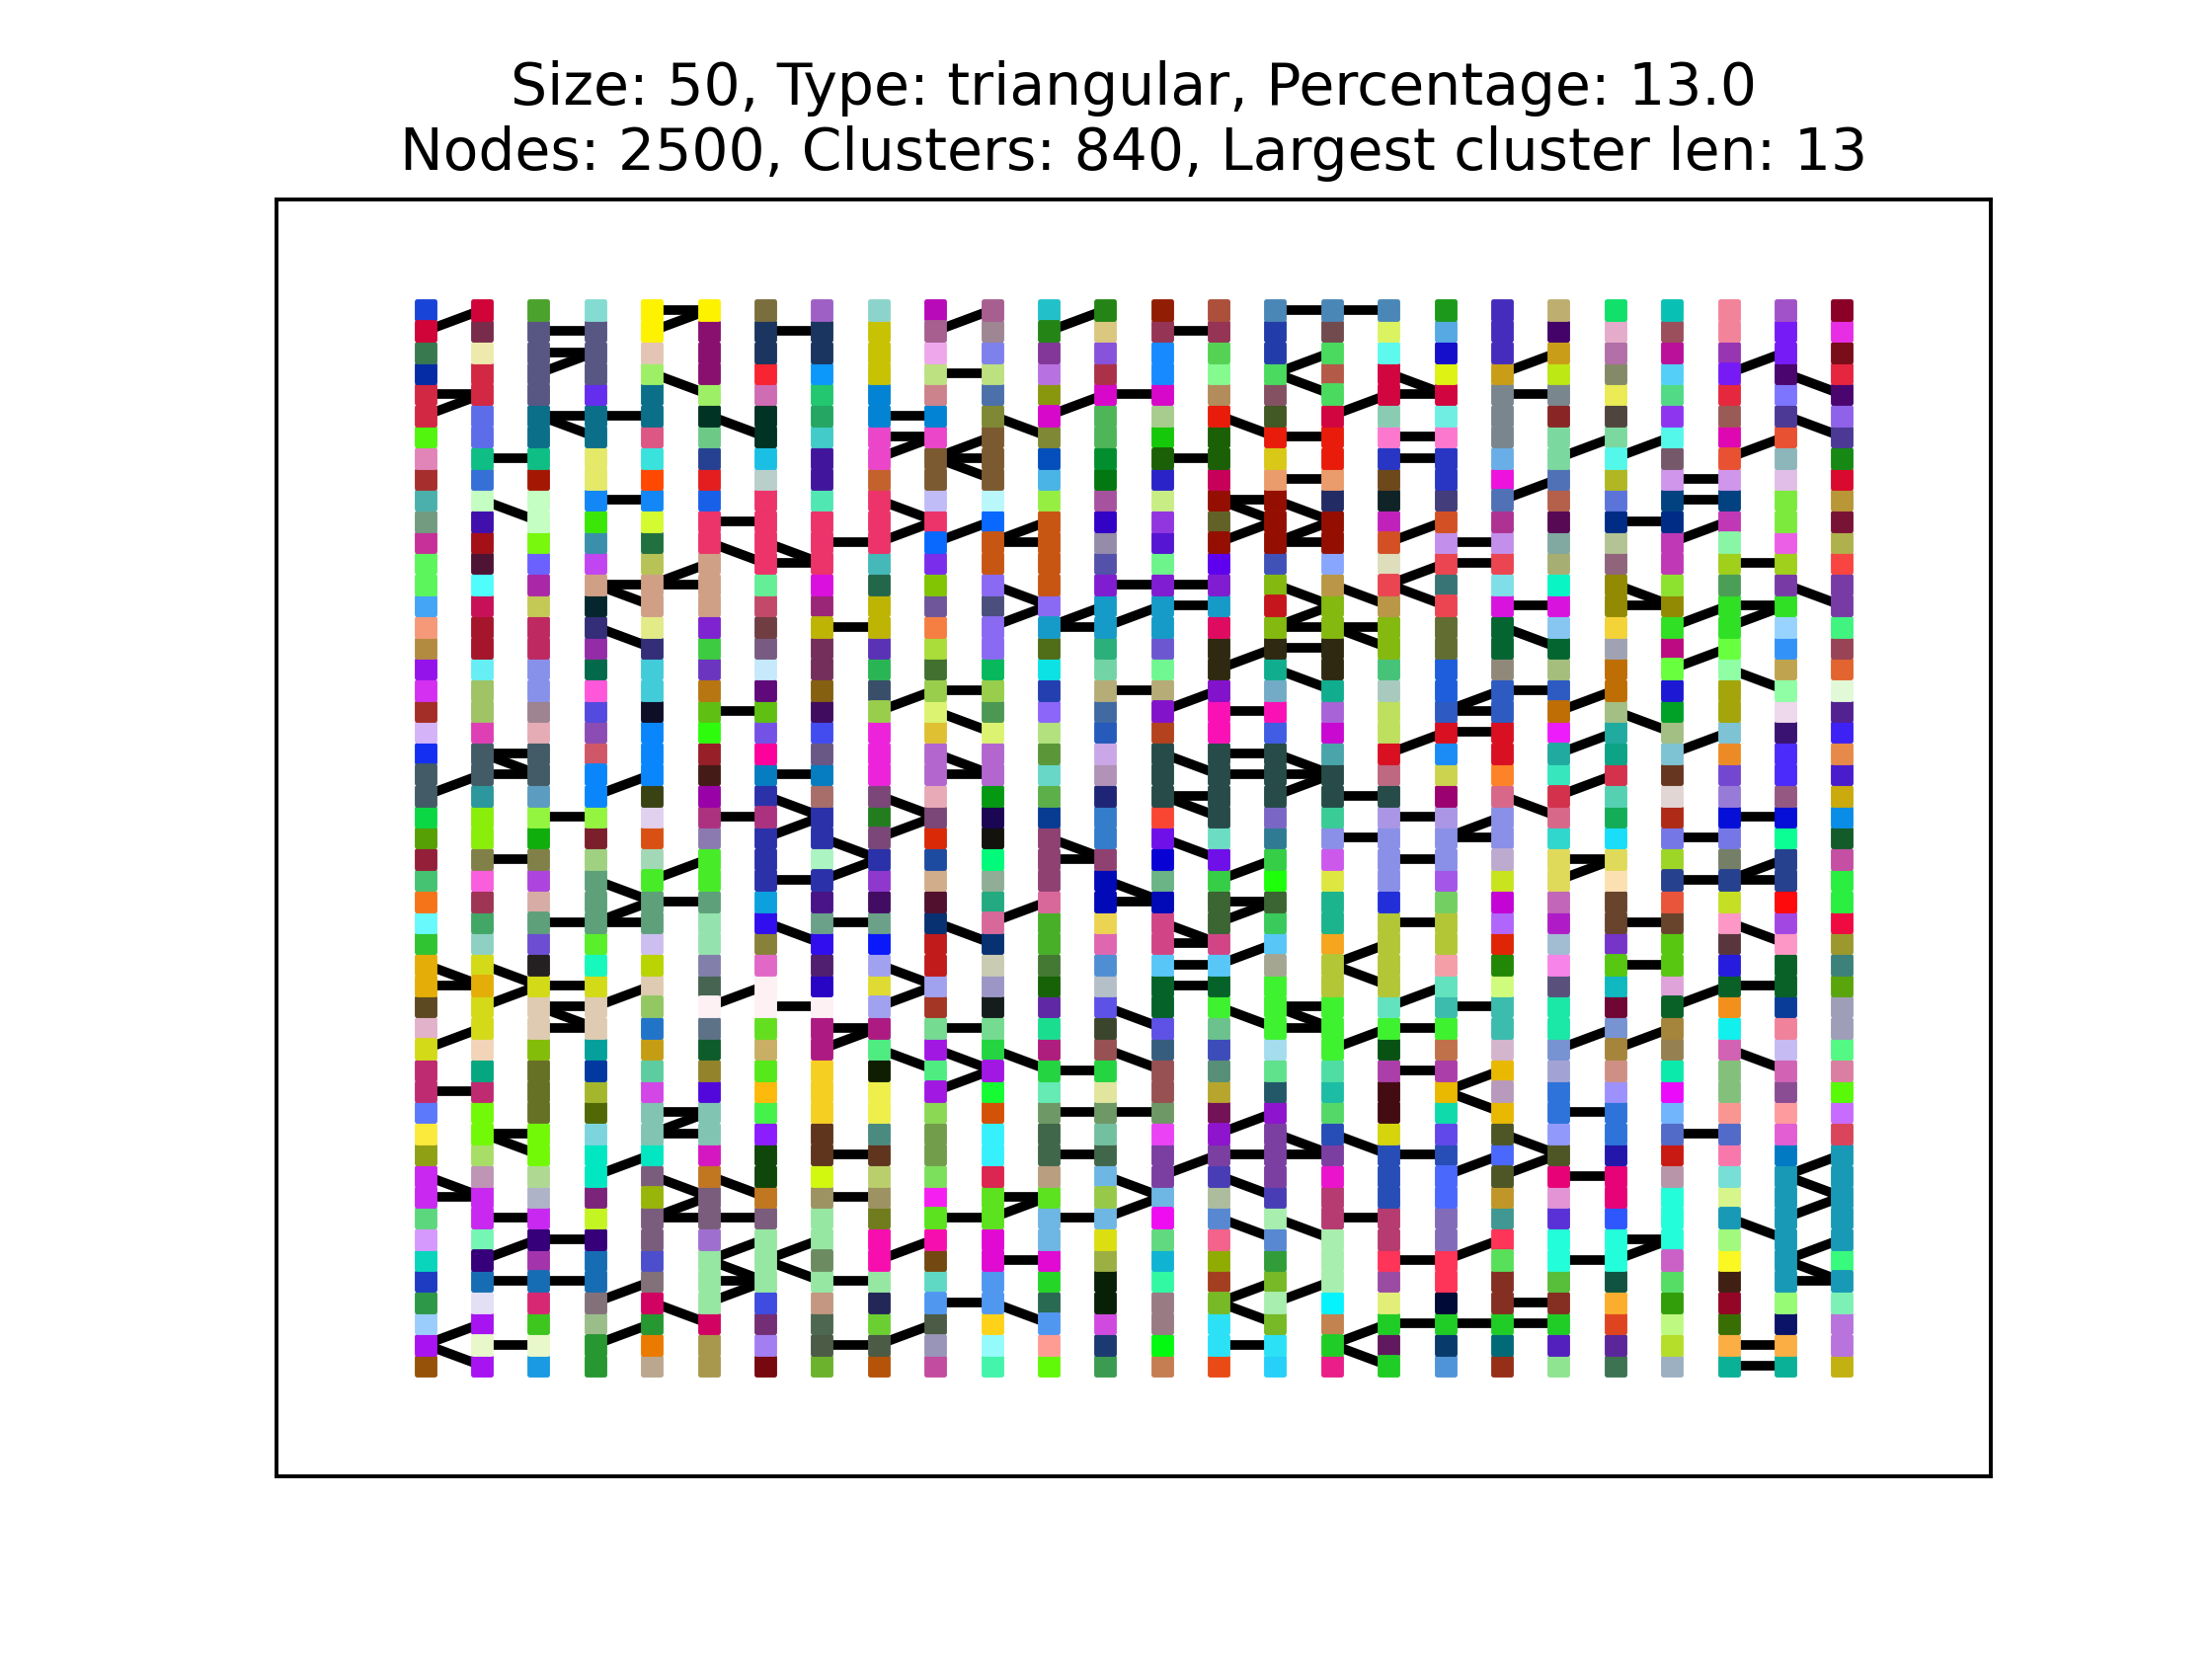 Size: 50, Type: triangular, Percentage: 13.0
Nodes: 2500, Clusters: 840, Largest cluster len: 13